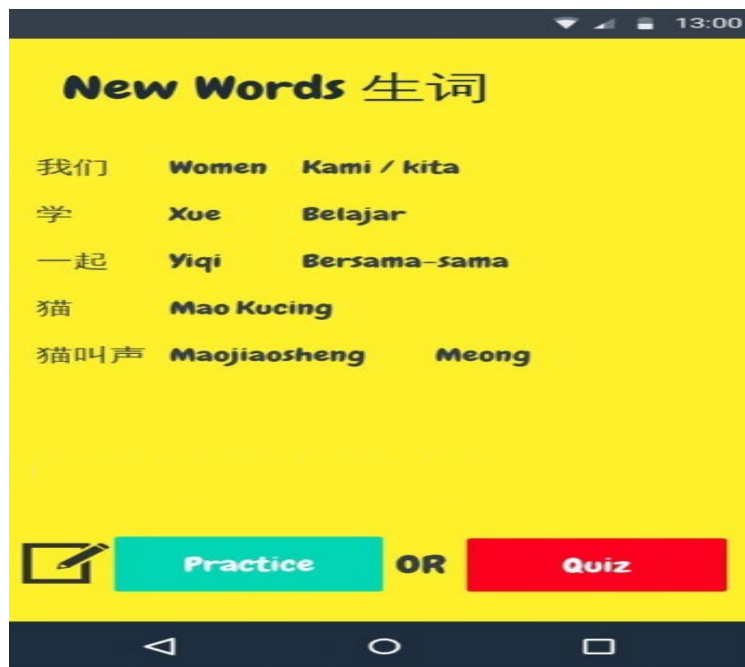 13:00
New Words 生词
我们 Women Kami / kita
学 Xue Belajar
一起 Yiqi Bersama-sama
猫 Mao Kucing
猫叫声 Maojiaosheng Meong
Practice OR Quiz